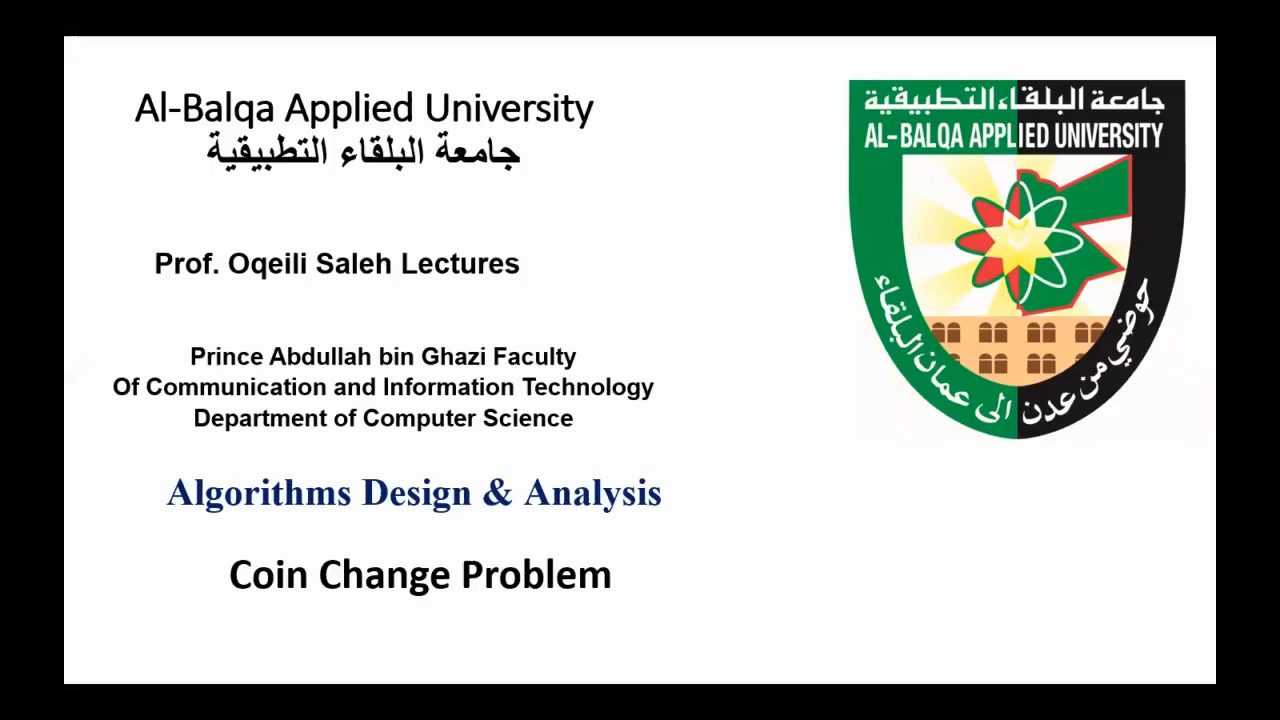 Al-Balqa Applied University
جامعة البلقاء التطبيقية
Prof. Oqeili Saleh Lectures
Prince Abdullah bin Ghazi Faculty
Of Communication and Information Technology
Department of Computer Science
Algorithms Design & Analysis
Coin Change Problem
جامعة البلقاء التطبيقية
AL-BALQA APPLIED UNIVERSITY
حوضي من عدن الى عمان البلقاء